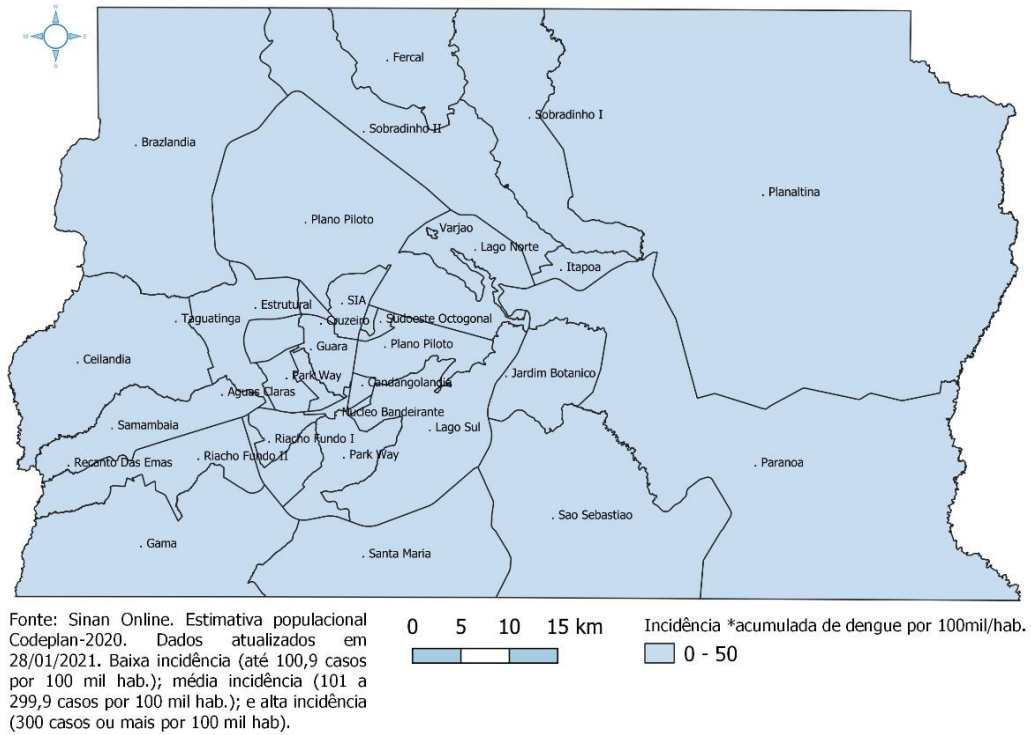 N
W E
S
. Fercal
. Sobradinho I
. Sobradinho II
. Brazlandia
. Planaltina
. Plano Piloto
Varjao
. Lago Norte
. Itapoa
. SIA
. Estrutural
. Taguatinga
. Cruzeiro
. Sudoeste Octogonal
. Guara
. Plano Piloto
. Ceilandia
. Jardim Botanico
. Park Way
. Candangolandia
. Aguas Claras
. Nucleo Bandeirante
. Samambaia
. Lago Sul
. Riacho Fundo I
. Riacho Fundo II
. Park Way
. Recanto Das Emas
. Paranoa
. Sao Sebastiao
. Gama
. Santa Maria
Fonte: Sinan Online. Estimativa populacional
Codeplan-2020. Dados atualizados em
28/01/2021. Baixa incidência (até 100,9 casos
por 100 mil hab.); média incidência (101 a
299,9 casos por 100 mil hab.); e alta incidência
(300 casos ou mais por 100 mil hab).
0 5 10 15 km
Incidência *acumulada de dengue por 100mil/hab.
0 - 50